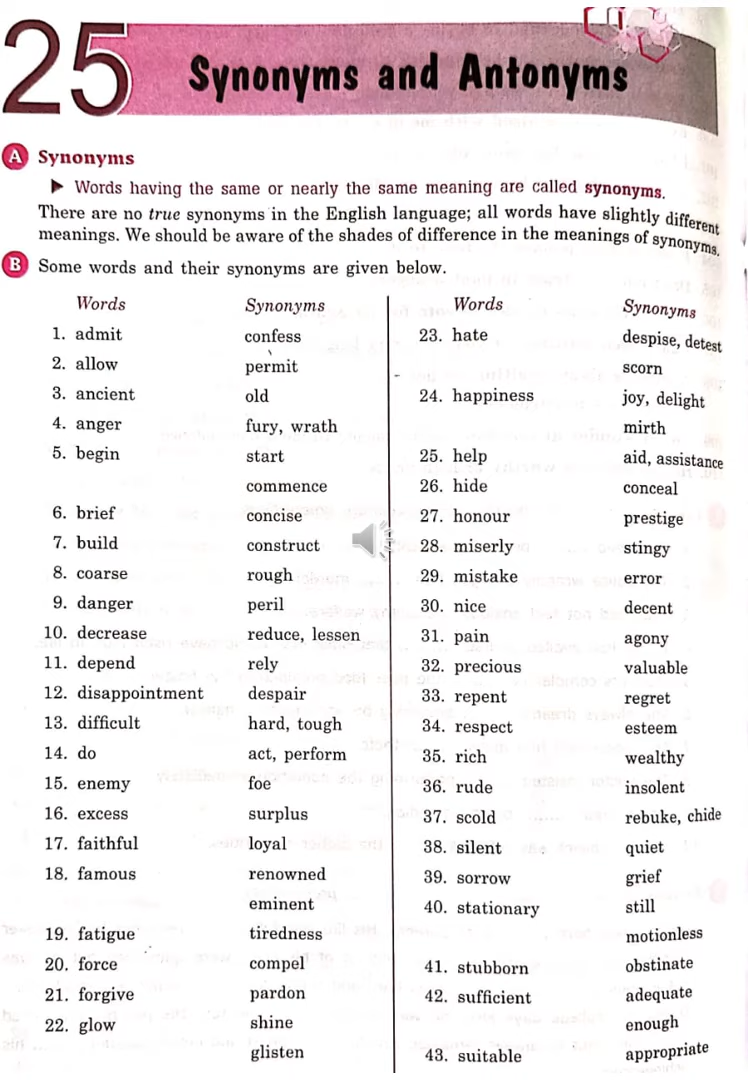 25
Synonyms and Antonyms
A Synonyms
▶ Words having the same or nearly the same meaning are called synonyms.
There are no true synonyms in the English language; all words have slightly different
meanings. We should be aware of the shades of difference in the meanings of synonyms.
B Some words and their synonyms are given below.
Words Synonyms
1. admit confess
2. allow permit
3. ancient old
4. anger fury, wrath
5. begin start
commence
6. brief concise
7. build construct
8. coarse rough
9. danger peril
10. decrease reduce, lessen
11. depend rely
12. disappointment despair
13. difficult hard, tough
14. do act, perform
15. enemy foe
16. excess surplus
17. faithful loyal
18. famous renowned
eminent
19. fatigue tiredness
20. force compel
21. forgive pardon
22. glow shine
glisten
Words Synonyms
23. hate despise, detest
scorn
24. happiness joy, delight
mirth
25. help aid, assistance
26. hide conceal
27. honour prestige
28. miserly stingy
29. mistake error
30. nice decent
31. pain agony
32. precious valuable
33. repent regret
34. respect esteem
35. rich wealthy
36. rude insolent
37. scold rebuke, chide
38. silent quiet
39. sorrow grief
40. stationary still
motionless
41. stubborn obstinate
42. sufficient adequate
enough
43. suitable appropriate